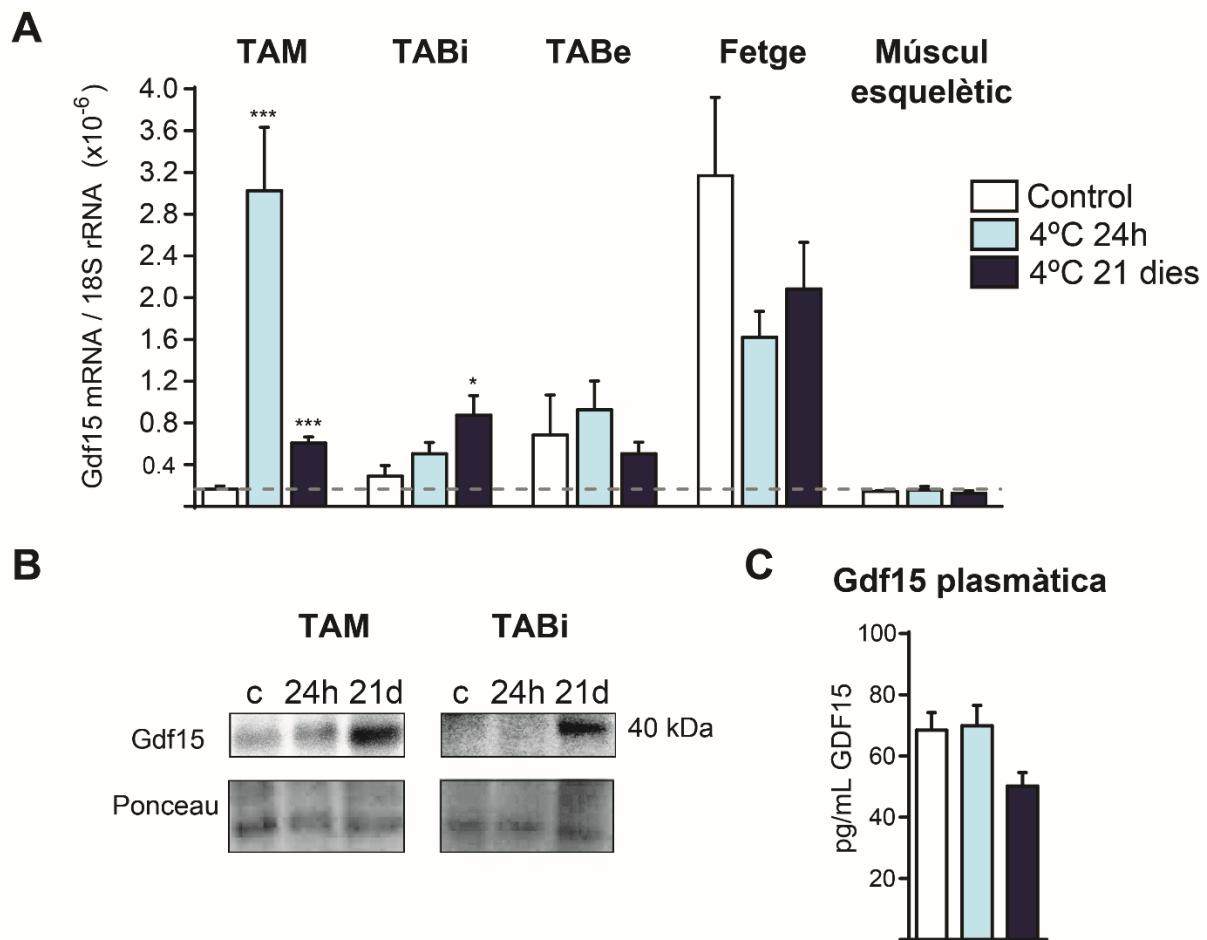 A
TAM
TABi
TABe
Fetge
Múscul
esquelètic
Gdf15 mRNA / 18S rRNA (x10⁻⁶)
4.0
3.6
3.2
2.8
2.4
2.0
1.6
1.2
0.8
0.4
***
***
*
Control
4ºC 24h
4ºC 21 dies
B
TAM
TABi
c 24h 21d
c 24h 21d
Gdf15
40 kDa
Ponceau
C
Gdf15 plasmàtica
pg/mL GDF15
100
80
60
40
20